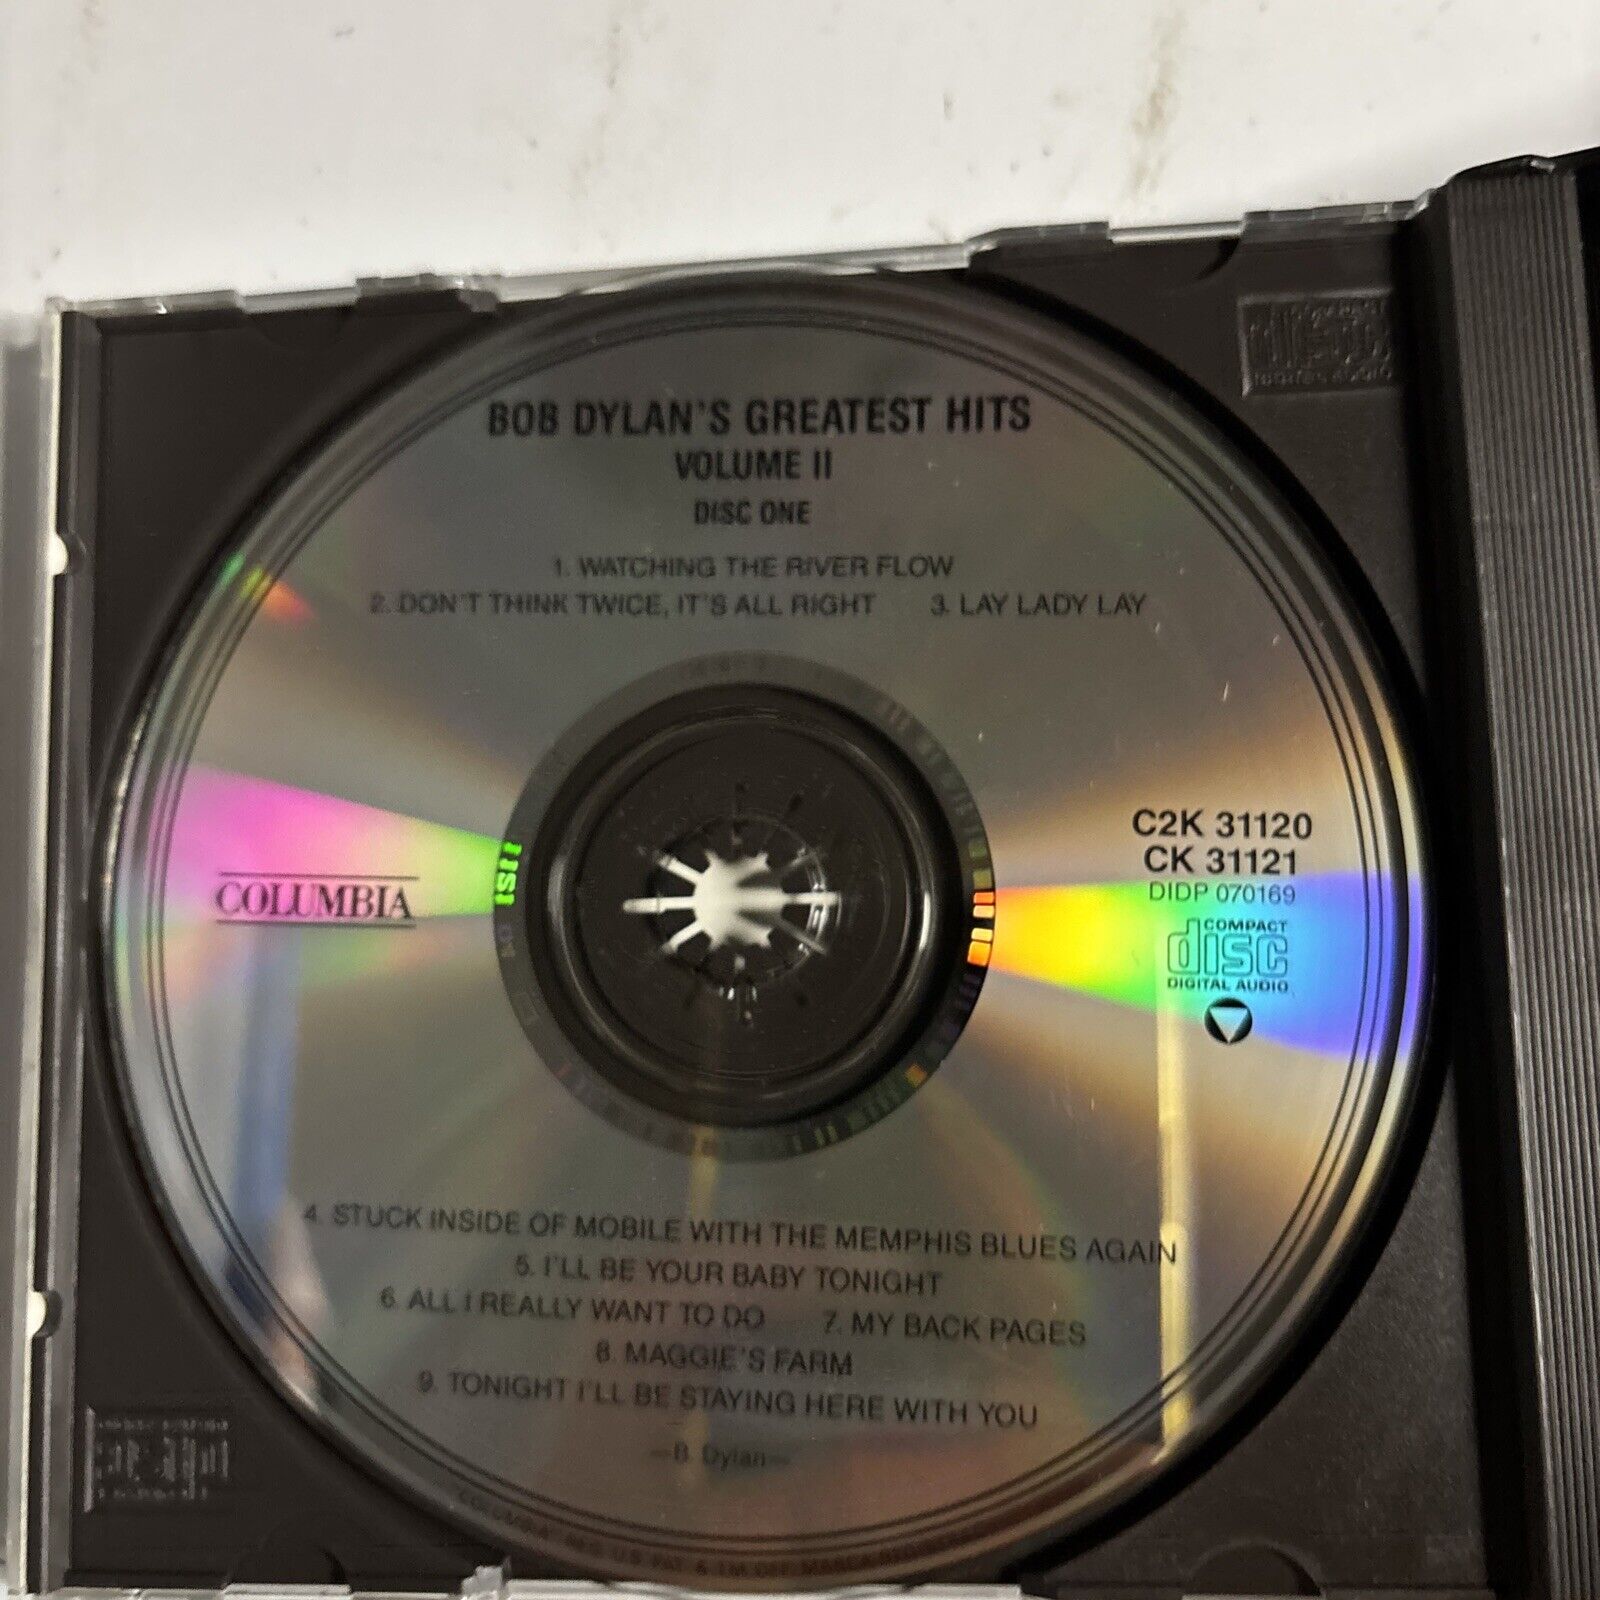 BOB DYLAN'S GREATEST HITS
VOLUME II
DISC ONE
1. WATCHING THE RIVER FLOW
2. DON'T THINK TWICE, IT'S ALL RIGHT 3. LAY LADY LAY
C2K 31120
CK 31121
DIDP 070169
COLUMBIA
COMPACT
disc
DIGITAL AUDIO
4. STUCK INSIDE OF MOBILE WITH THE MEMPHIS BLUES AGAIN
5. I'LL BE YOUR BABY TONIGHT
6. ALL I REALLY WANT TO DO 7. MY BACK PAGES
8. MAGGIE'S FARM
9. TONIGHT I'LL BE STAYING HERE WITH YOU
—B. Dylan—